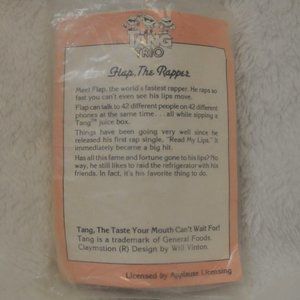 TANG
TRIO
Flap, The Rapper
Meet Flap, the world's fastest rapper. He raps so
fast you can't even see his lips move.
Flap can talk to 42 different people on 42 different
phones at the same time . . . all while sipping a
Tang™ juice box.
Things have been going very well since he
released his first rap single, "Read My Lips." It
immediately became a big hit.
Has all this fame and fortune gone to his lips? No
way, he still likes to raid the refrigerator with his
friends. In fact, it's his favorite thing to do.
Tang, The Taste Your Mouth Can't Wait For!
Tang is a trademark of General Foods.
Claymation (R) Design by Will Vinton.
Licensed by Applause Licensing